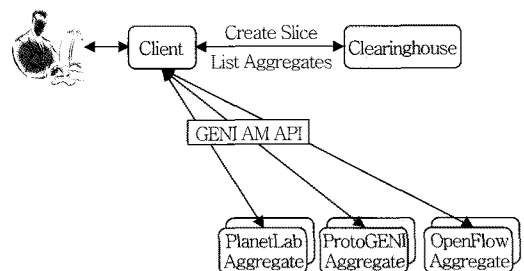 Client
Create Slice
List Aggregates
Clearinghouse
GENI AM API
PlanetLab
Aggregate
ProtoGENI
Aggregate
OpenFlow
Aggregate